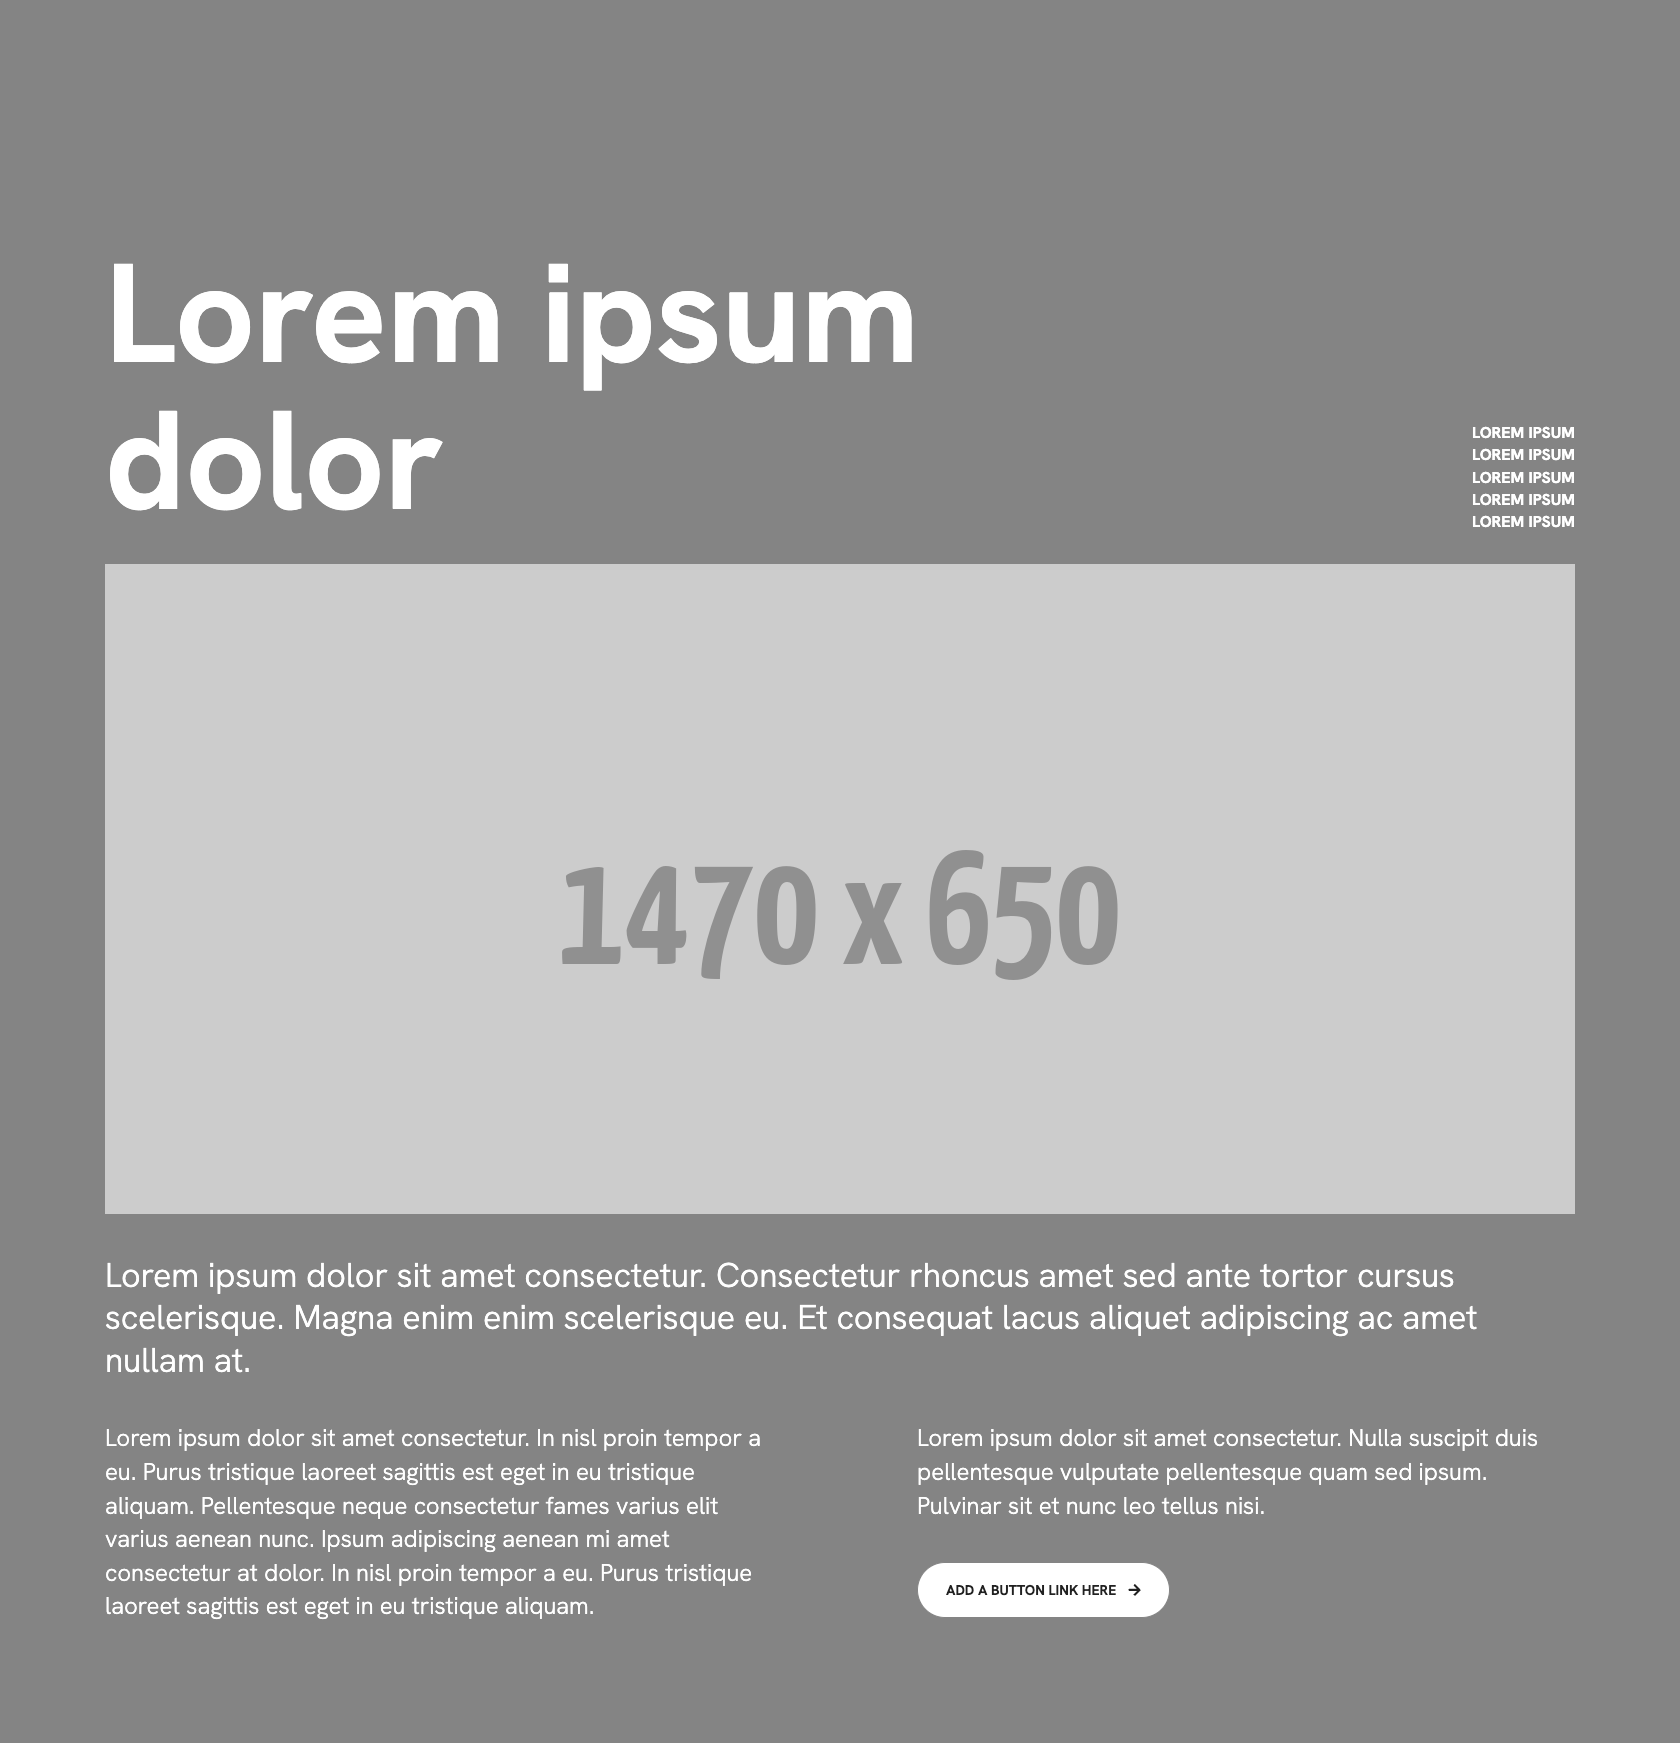 Lorem ipsum
dolor
LOREM IPSUM
LOREM IPSUM
LOREM IPSUM
LOREM IPSUM
LOREM IPSUM
1470 x 650
Lorem ipsum dolor sit amet consectetur. Consectetur rhoncus amet sed ante tortor cursus
scelerisque. Magna enim enim scelerisque eu. Et consequat lacus aliquet adipiscing ac amet
nullam at.
Lorem ipsum dolor sit amet consectetur. In nisl proin tempor a
eu. Purus tristique laoreet sagittis est eget in eu tristique
aliquam. Pellentesque neque consectetur fames varius elit
varius aenean nunc. Ipsum adipiscing aenean mi amet
consectetur at dolor. In nisl proin tempor a eu. Purus tristique
laoreet sagittis est eget in eu tristique aliquam.
Lorem ipsum dolor sit amet consectetur. Nulla suscipit duis
pellentesque vulputate pellentesque quam sed ipsum.
Pulvinar sit et nunc leo tellus nisi.
ADD A BUTTON LINK HERE →